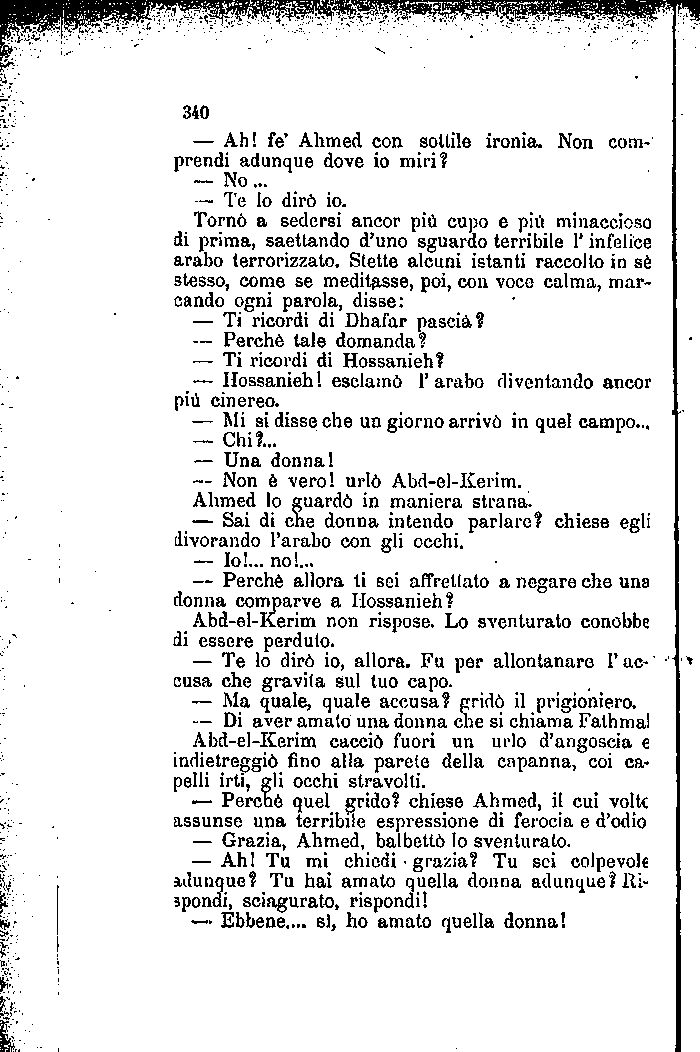 340
— Ah! fe' Ahmed con sottile ironia. Non com-
prendi adunque dove io miri?
— No...
— Te lo dirò io.
Tornò a sedersi ancor più cupo e più minaccioso
di prima, saettando d'uno sguardo terribile l'infelice
arabo terrorizzato. Stette alcuni istanti raccolto in sè
stesso, come se meditasse, poi, con voce calma, mar-
cando ogni parola, disse:
— Ti ricordi di Dhafar pascià?
— Perchè tale domanda?
— Ti ricordi di Hossanieh?
— Hossanieh! esclamò l'arabo diventando ancor
più cinereo.
— Mi si disse che un giorno arrivò in quel campo...
— Chi?...
— Una donna!
— Non è vero! urlò Abd-el-Kerim.
Ahmed lo guardò in maniera strana.
— Sai di che donna intendo parlare? chiese egli
divorando l'arabo con gli occhi.
— Io!... no!...
— Perchè allora ti sei affrettato a negare che una
donna comparve a Hossanieh?
Abd-el-Kerim non rispose. Lo sventurato conobbe
di essere perduto.
— Te lo dirò io, allora. Fu per allontanare l'ac-
cusa che gravita sul tuo capo.
— Ma quale, quale accusa? gridò il prigioniero.
— Di aver amato una donna che si chiama Fathma!
Abd-el-Kerim cacciò fuori un urlo d'angoscia e
indietreggiò fino alla parete della capanna, coi ca-
pelli irti, gli occhi stravolti.
— Perchè quel grido? chiese Ahmed, il cui volto
assunse una terribile espressione di ferocia e d'odio
— Grazia, Ahmed, balbettò lo sventurato.
— Ah! Tu mi chiedi grazia? Tu sei colpevole
adunque? Tu hai amato quella donna adunque? Ri-
spondi, sciagurato, rispondi!
— Ebbene.... sì, ho amato quella donna!